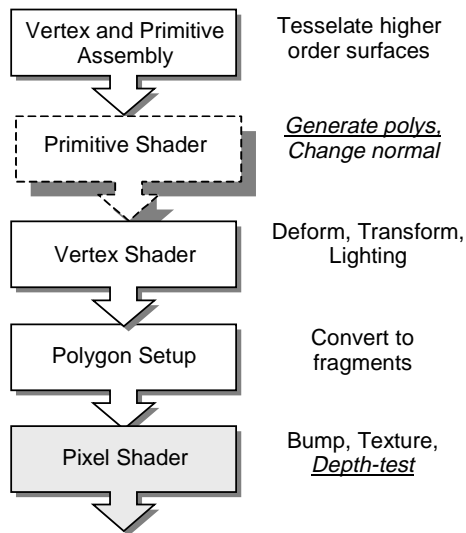 Vertex and Primitive
Assembly
Tesselate higher
order surfaces
Primitive Shader
Generate polys,
Change normal
Vertex Shader
Deform, Transform,
Lighting
Polygon Setup
Convert to
fragments
Pixel Shader
Bump, Texture,
Depth-test